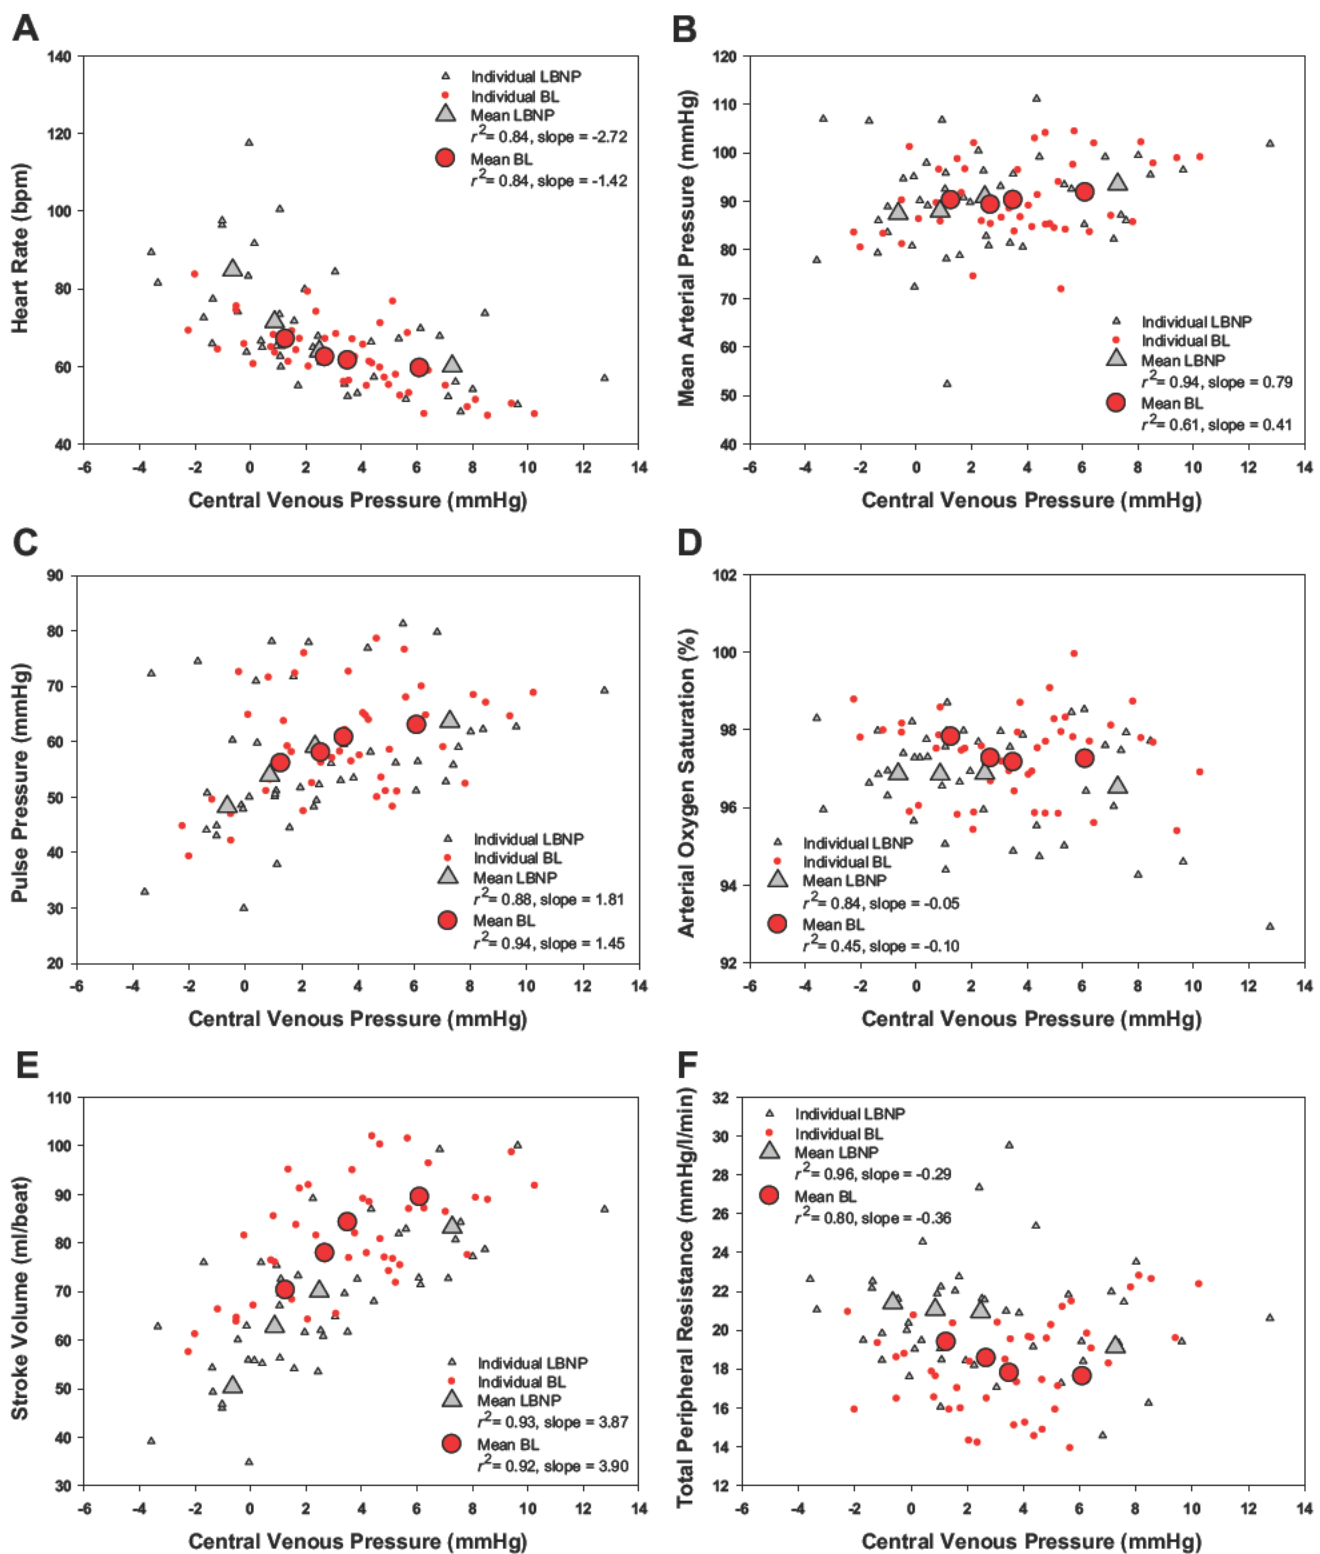 A
Heart Rate (bpm)
140
120
100
80
60
40
-6 -4 -2 0 2 4 6 8 10 12 14
Central Venous Pressure (mmHg)
Individual LBNP
Individual BL
Mean LBNP
r²= 0.84, slope = -2.72
Mean BL
r²= 0.84, slope = -1.42
B
Mean Arterial Pressure (mmHg)
120
110
100
90
80
70
60
50
40
-6 -4 -2 0 2 4 6 8 10 12 14
Central Venous Pressure (mmHg)
Individual LBNP
Individual BL
Mean LBNP
r²= 0.94, slope = 0.79
Mean BL
r²= 0.61, slope = 0.41
C
Pulse Pressure (mmHg)
90
80
70
60
50
40
30
20
-6 -4 -2 0 2 4 6 8 10 12 14
Central Venous Pressure (mmHg)
Individual LBNP
Individual BL
Mean LBNP
r²= 0.88, slope = 1.81
Mean BL
r²= 0.94, slope = 1.45
D
Arterial Oxygen Saturation (%)
102
100
98
96
94
92
-6 -4 -2 0 2 4 6 8 10 12 14
Central Venous Pressure (mmHg)
Individual LBNP
Individual BL
Mean LBNP
r²= 0.84, slope = -0.05
Mean BL
r²= 0.45, slope = -0.10
E
Stroke Volume (ml/beat)
110
100
90
80
70
60
50
40
30
-6 -4 -2 0 2 4 6 8 10 12 14
Central Venous Pressure (mmHg)
Individual LBNP
Individual BL
Mean LBNP
r²= 0.93, slope = 3.87
Mean BL
r²= 0.92, slope = 3.90
F
Total Peripheral Resistance (mmHg/l/min)
32
30
28
26
24
22
20
18
16
14
12
-6 -4 -2 0 2 4 6 8 10 12 14
Central Venous Pressure (mmHg)
Individual LBNP
Individual BL
Mean LBNP
r²= 0.96, slope = -0.29
Mean BL
r²= 0.80, slope = -0.36